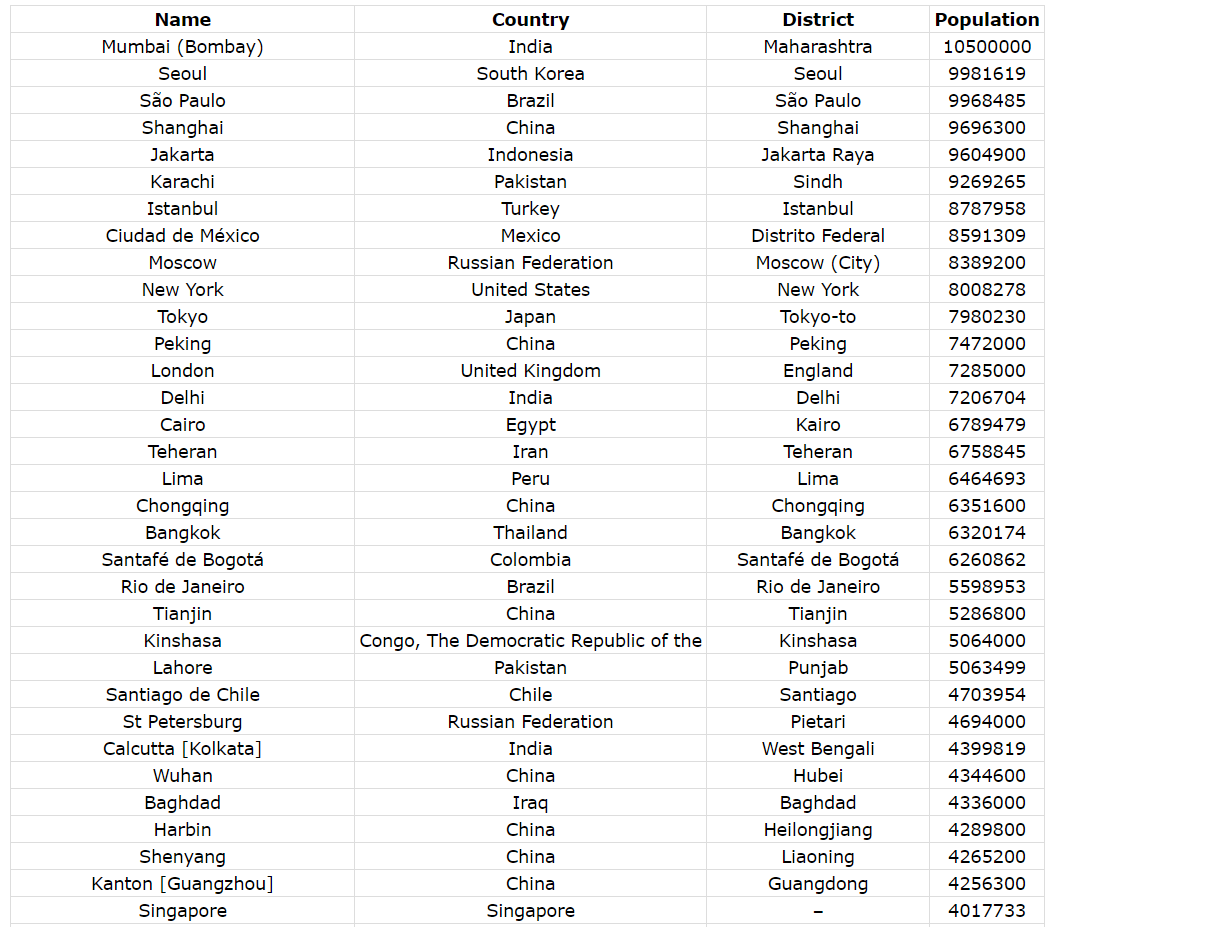 Name Country District Population
Mumbai (Bombay) India Maharashtra 10500000
Seoul South Korea Seoul 9981619
São Paulo Brazil São Paulo 9968485
Shanghai China Shanghai 9696300
Jakarta Indonesia Jakarta Raya 9604900
Karachi Pakistan Sindh 9269265
Istanbul Turkey Istanbul 8787958
Ciudad de México Mexico Distrito Federal 8591309
Moscow Russian Federation Moscow (City) 8389200
New York United States New York 8008278
Tokyo Japan Tokyo-to 7980230
Peking China Peking 7472000
London United Kingdom England 7285000
Delhi India Delhi 7206704
Cairo Egypt Kairo 6789479
Teheran Iran Teheran 6758845
Lima Peru Lima 6464693
Chongqing China Chongqing 6351600
Bangkok Thailand Bangkok 6320174
Santafé de Bogotá Colombia Santafé de Bogotá 6260862
Rio de Janeiro Brazil Rio de Janeiro 5598953
Tianjin China Tianjin 5286800
Kinshasa Congo, The Democratic Republic of the Kinshasa 5064000
Lahore Pakistan Punjab 5063499
Santiago de Chile Chile Santiago 4703954
St Petersburg Russian Federation Pietari 4694000
Calcutta [Kolkata] India West Bengali 4399819
Wuhan China Hubei 4344600
Baghdad Iraq Baghdad 4336000
Harbin China Heilongjiang 4289800
Shenyang China Liaoning 4265200
Kanton [Guangzhou] China Guangdong 4256300
Singapore Singapore – 4017733